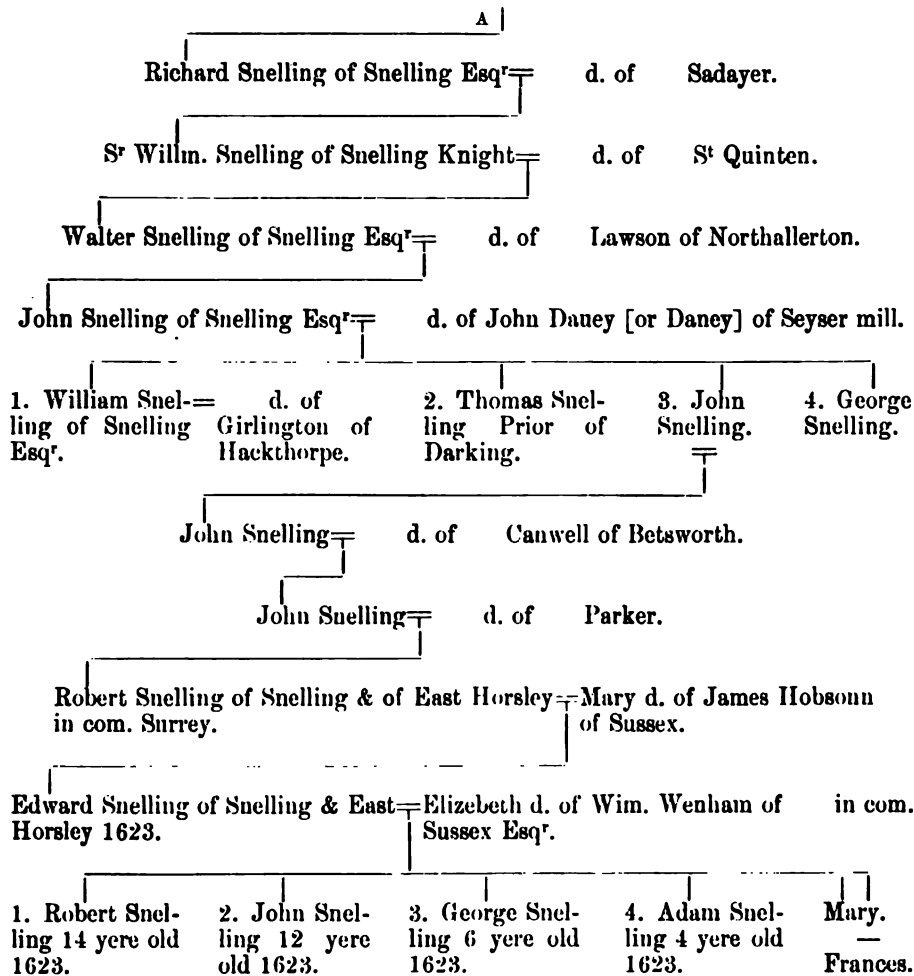 A
Richard Snelling of Snelling Esqʳ = d. of Sadayer.
Sʳ Willm. Snelling of Snelling Knight = d. of Sᵗ Quinten.
Walter Snelling of Snelling Esqʳ = d. of Lawson of Northallerton.
John Snelling of Snelling Esqʳ = d. of John Dauey [or Daney] of Seyser mill.
1. William Snel- = d. of 2. Thomas Snel- 3. John 4. George
ling of Snelling Girlington of ling Prior of Snelling. Snelling.
Esqʳ. Hackthorpe. Darking.
John Snelling = d. of Canwell of Betsworth.
John Snelling = d. of Parker.
Robert Snelling of Snelling & of East Horsley = Mary d. of James Hobsonn
in com. Surrey. of Sussex.
Edward Snelling of Snelling & East = Elizebeth d. of Wim. Wenham of in com.
Horsley 1623. Sussex Esqʳ.
1. Robert Snel- 2. John Snel- 3. George Snel- 4. Adam Snel- Mary.
ling 14 yere old ling 12 yere ling 6 yere old ling 4 yere old —
1623. old 1623. 1623. 1623. Frances.